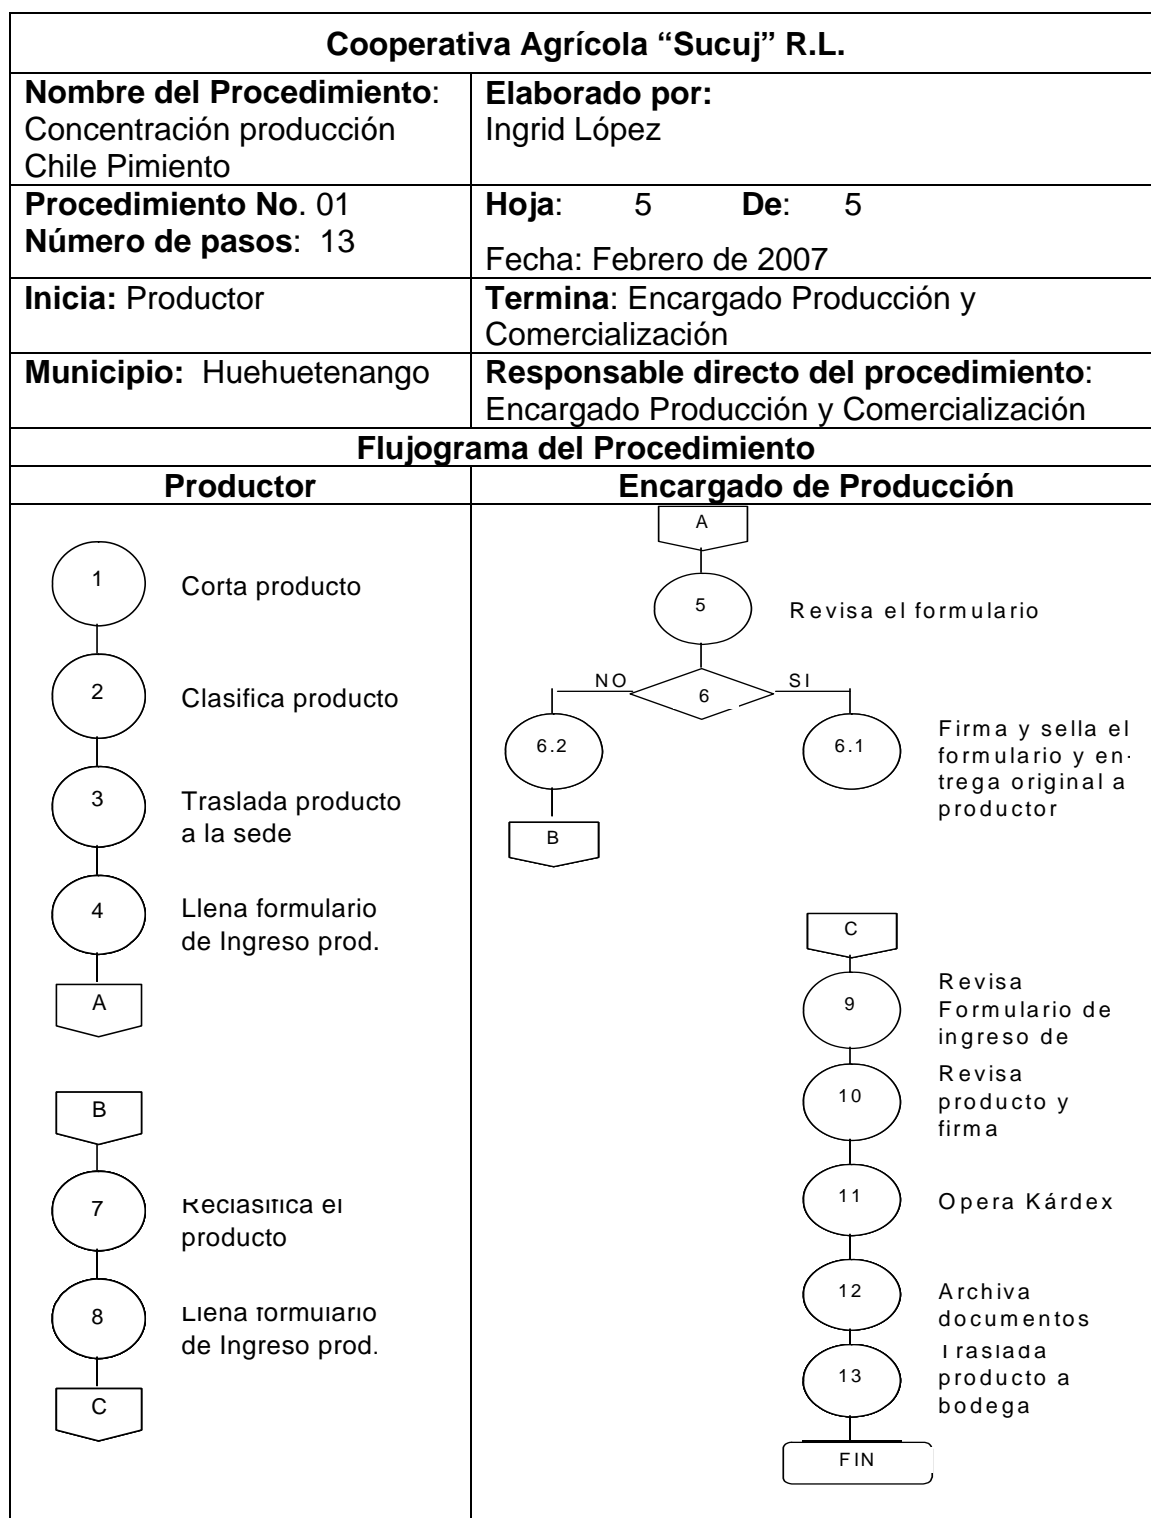 Cooperativa Agrícola “Sucuj” R.L.
Nombre del Procedimiento:
Concentración producción
Chile Pimiento
Elaborado por:
Ingrid López
Procedimiento No. 01
Número de pasos: 13
Hoja: 5 De: 5
Fecha: Febrero de 2007
Inicia: Productor
Termina: Encargado Producción y
Comercialización
Municipio: Huehuetenango
Responsable directo del procedimiento:
Encargado Producción y Comercialización
Flujograma del Procedimiento
Productor
1 Corta producto
2 Clasifica producto
3 Traslada producto
a la sede
4 Llena formulario
de Ingreso prod.
A
B
7 Reclasifica el
producto
8 Llena formulario
de Ingreso prod.
C
Encargado de Producción
A
5 Revisa el formulario
NO 6 SI
6.2
B
6.1 Firma y sella el
formulario y en-
trega original a
productor
C
9 Revisa
Formulario de
ingreso de
10 Revisa
producto y
firma
11 Opera Kárdex
12 Archiva
documentos
13 Traslada
producto a
bodega
FIN